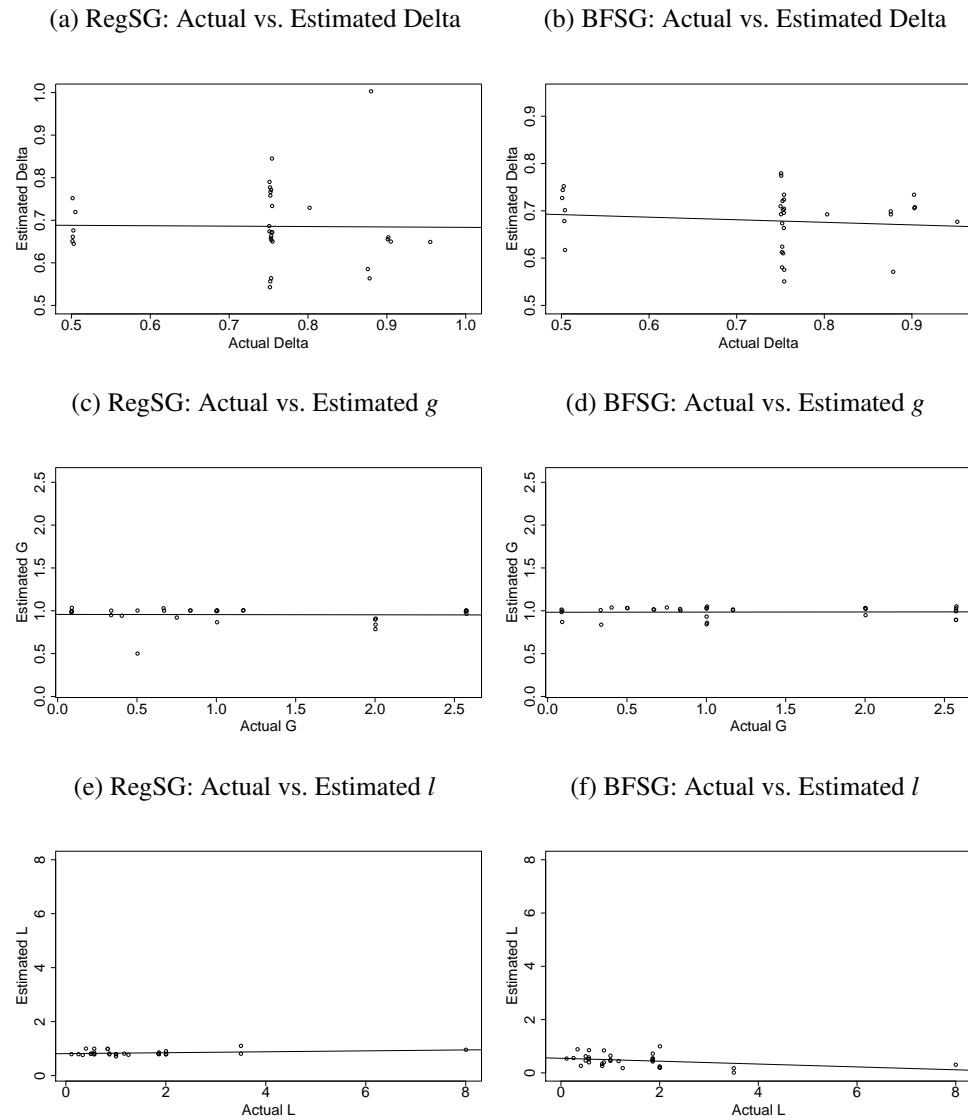 (a) RegSG: Actual vs. Estimated Delta
(b) BFSG: Actual vs. Estimated Delta
Estimated Delta
1.0
0.9
0.8
0.7
0.6
0.5
0.5 0.6 0.7 0.8 0.9 1.0
Actual Delta
Estimated Delta
0.9
0.8
0.7
0.6
0.5
0.5 0.6 0.7 0.8 0.9
Actual Delta
(c) RegSG: Actual vs. Estimated g
(d) BFSG: Actual vs. Estimated g
Estimated G
2.5
2.0
1.5
1.0
0.5
0.0
0.0 0.5 1.0 1.5 2.0 2.5
Actual G
Estimated G
2.5
2.0
1.5
1.0
0.5
0.0
0.0 0.5 1.0 1.5 2.0 2.5
Actual G
(e) RegSG: Actual vs. Estimated l
(f) BFSG: Actual vs. Estimated l
Estimated L
8
6
4
2
0
0 2 4 6 8
Actual L
Estimated L
8
6
4
2
0
0 2 4 6 8
Actual L